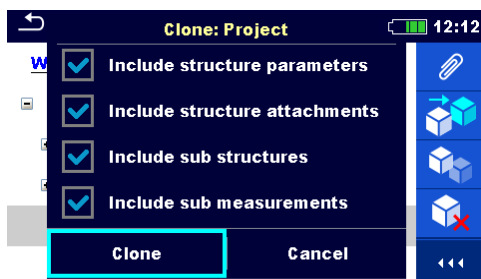 Clone: Project
12:12
W
Include structure parameters
Include structure attachments
Include sub structures
Include sub measurements
Clone
Cancel